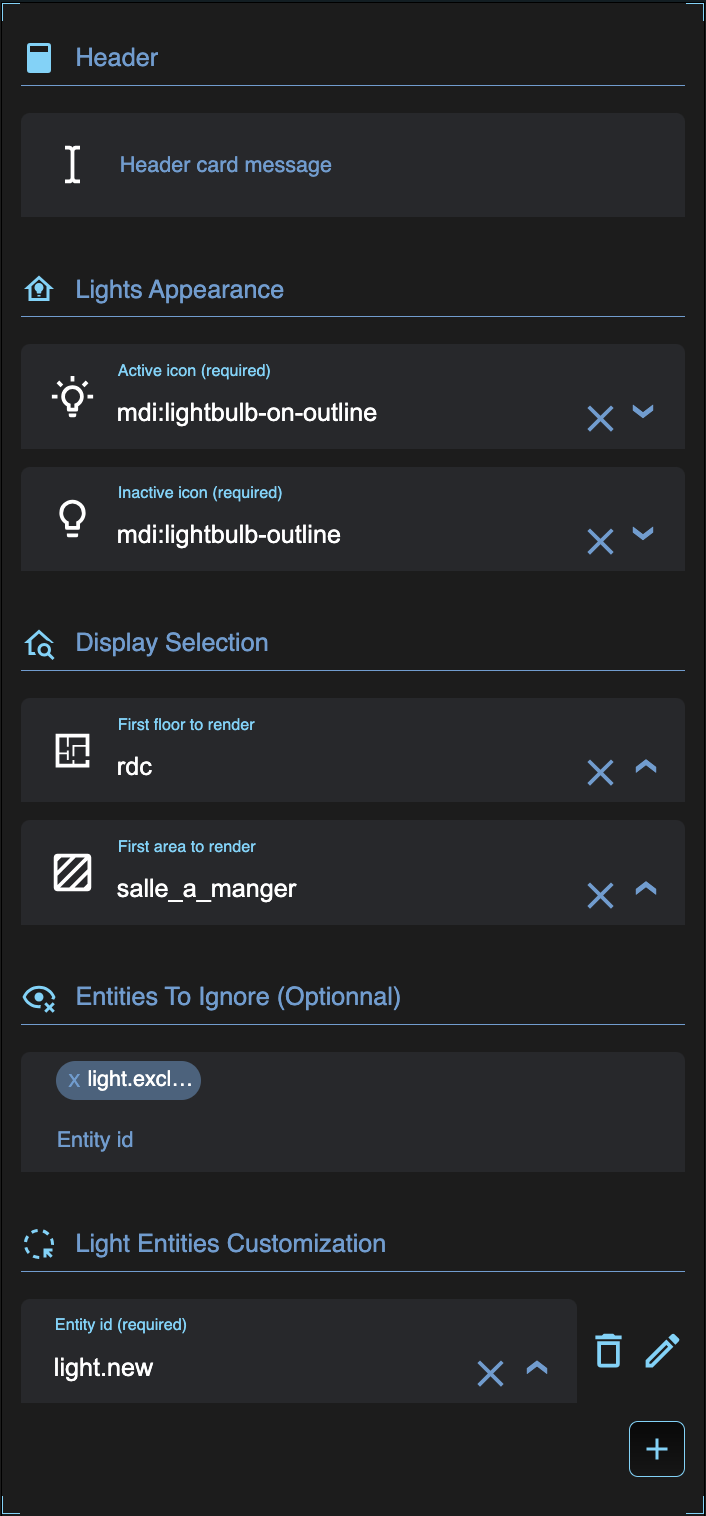 Header
Header card message
Lights Appearance
Active icon (required)
mdi:lightbulb-on-outline
Inactive icon (required)
mdi:lightbulb-outline
Display Selection
First floor to render
rdc
First area to render
salle_a_manger
Entities To Ignore (Optionnal)
x light.excl...
Entity id
Light Entities Customization
Entity id (required)
light.new